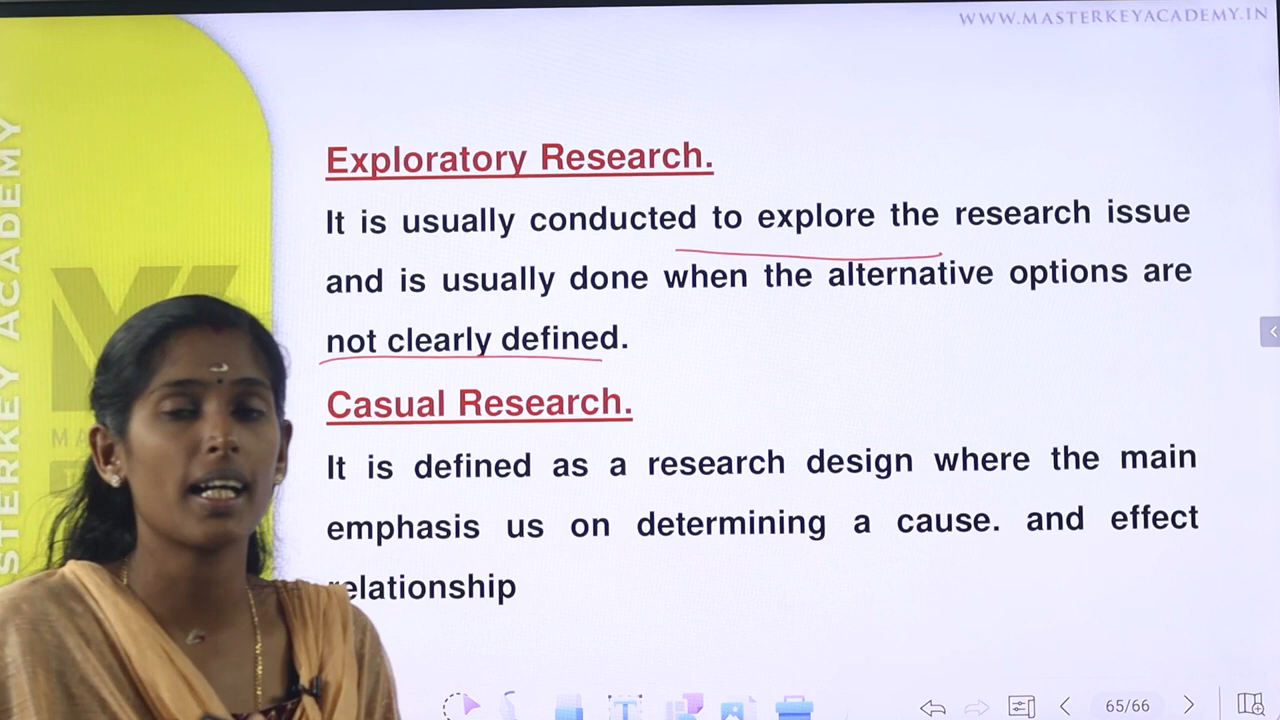 WWW.MASTERKEYACADEMY.IN
STERKEY ACADEMY
Exploratory Research.
It is usually conducted to explore the research issue
and is usually done when the alternative options are
not clearly defined.
Casual Research.
It is defined as a research design where the main
emphasis us on determining a cause. and effect
relationship
65/66